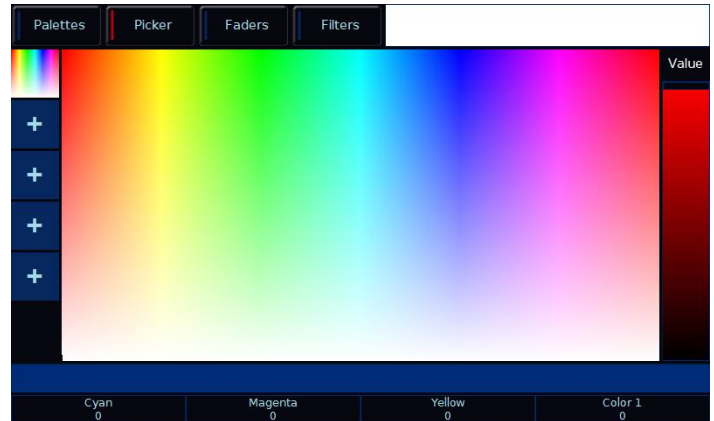 Palettes Picker Faders Filters
Value
+
+
+
+
Cyan Magenta Yellow Color 1
0 0 0 0